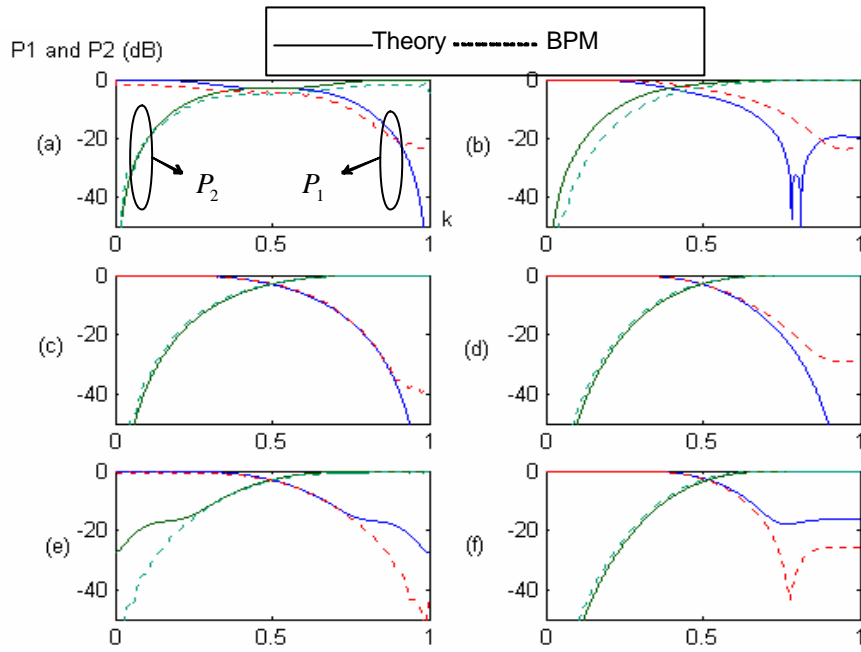 Theory BPM
P1 and P2 (dB)
0 0
(a) -20 (b) -20
P2 P1
-40 -40
k
0 0.5 1 0 0.5 1
0 0
(c) -20 (d) -20
-40 -40
0 0.5 1 0 0.5 1
0 0
(e) -20 (f) -20
-40 -40
0 0.5 1 0 0.5 1